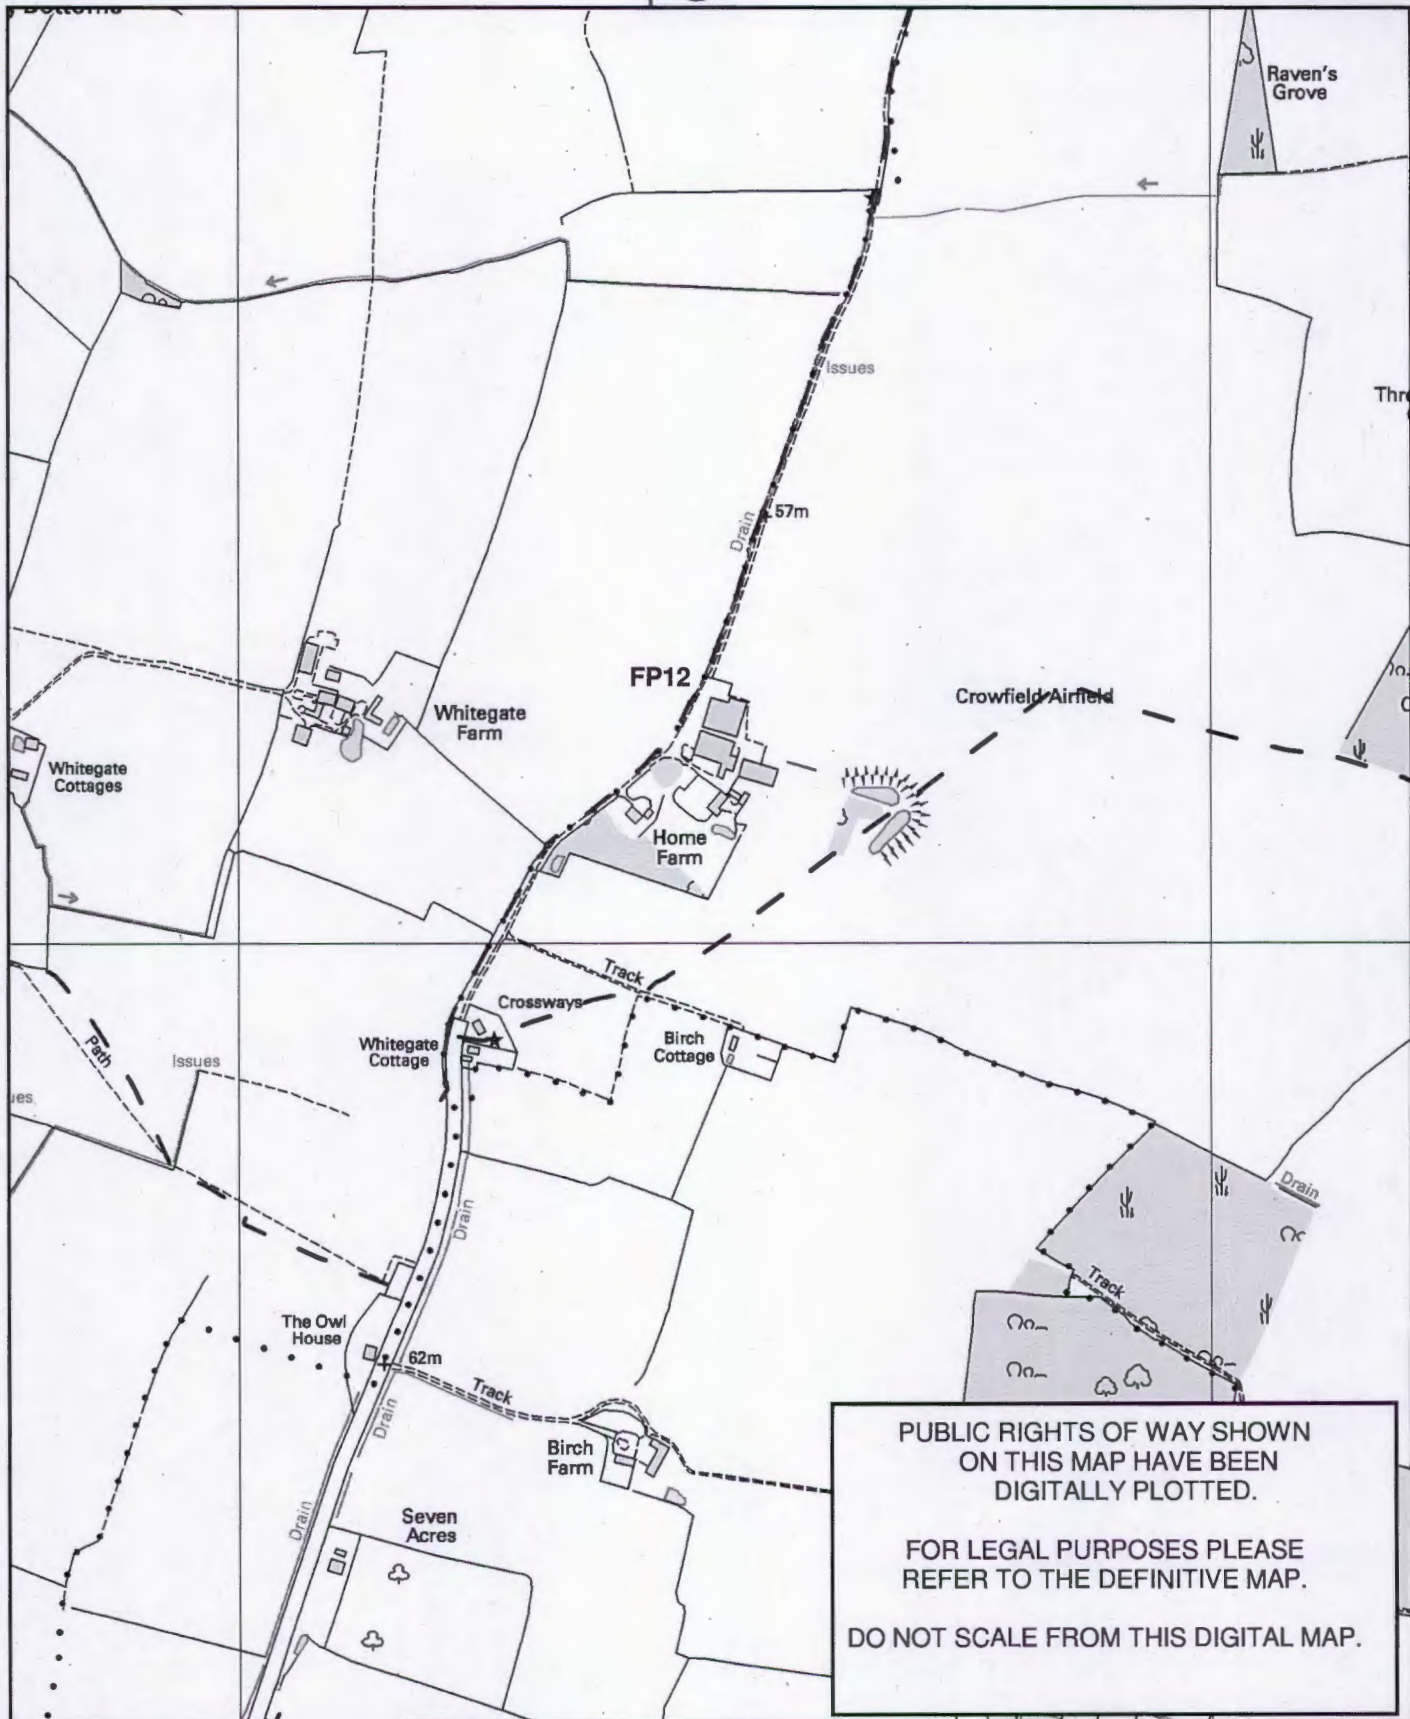 Raven's
Grove
Issues
57m
Drain
FP12
Crowfield Airfield
Whitegate
Farm
Whitegate
Cottages
Home
Farm
Track
Crossways
Whitegate
Cottage
Birch
Cottage
Path
Issues
Drain
Drain
Track
The Owl
House
62m
Track
Drain
Birch
Farm
Drain
Seven
Acres
PUBLIC RIGHTS OF WAY SHOWN
ON THIS MAP HAVE BEEN
DIGITALLY PLOTTED.
FOR LEGAL PURPOSES PLEASE
REFER TO THE DEFINITIVE MAP.
DO NOT SCALE FROM THIS DIGITAL MAP.